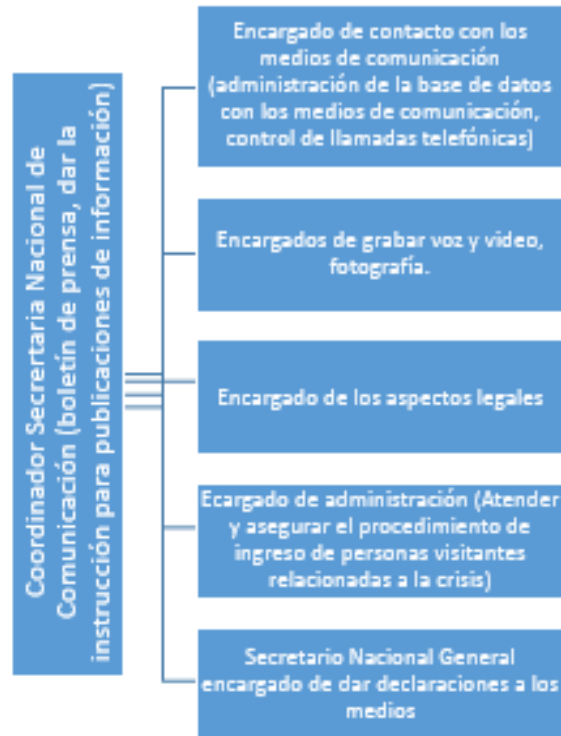 Coordinador Secrertaria Nacional de
Comunicación (boletín de prensa, dar la
instrucción para publicaciones de información)
Encargado de contacto con los
medios de comunicación
(administración de la base de datos
con los medios de comunicación,
control de llamadas telefónicas)
Encargados de grabar voz y video,
fotografía.
Encargado de los aspectos legales
Ecargado de administración (Atender
y asegurar el procedimiento de
ingreso de personas visitantes
relacionadas a la crisis)
Secretario Nacional General
encargado de dar declaraciones a los
medios